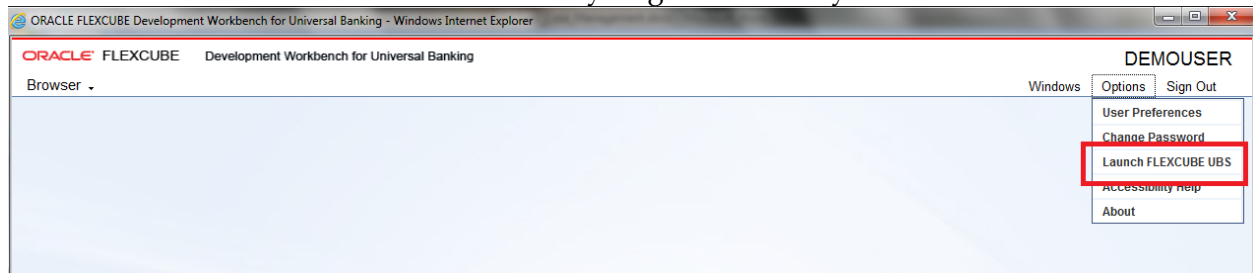 ORACLE FLEXCUBE Development Workbench for Universal Banking - Windows Internet Explorer
ORACLE FLEXCUBE Development Workbench for Universal Banking DEMOUSER
Browser Windows Options Sign Out
User Preferences
Change Password
Launch FLEXCUBE UBS
Accessibility Help
About